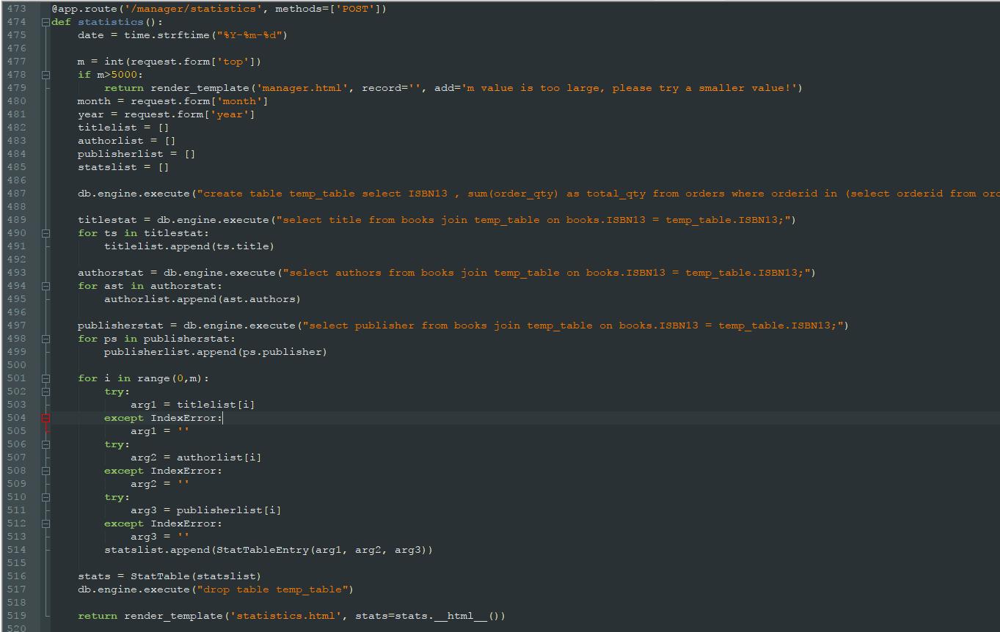 473 @app.route('/manager/statistics', methods=['POST'])
474 def statistics():
475 date = time.strftime("%Y-%m-%d")
476
477 m = int(request.form['top'])
478 if m>5000:
479 return render_template('manager.html', record='', add='m value is too large, please try a smaller value!')
480 month = request.form['month']
481 year = request.form['year']
482 titlelist = []
483 authorlist = []
484 publisherlist = []
485 statslist = []
486
487 db.engine.execute("create table temp_table select ISBN13 , sum(order_qty) as total_qty from orders where orderid in (select orderid from orc
488
489 titlestat = db.engine.execute("select title from books join temp_table on books.ISBN13 = temp_table.ISBN13;")
490 for ts in titlestat:
491 titlelist.append(ts.title)
492
493 authorstat = db.engine.execute("select authors from books join temp_table on books.ISBN13 = temp_table.ISBN13;")
494 for ast in authorstat:
495 authorlist.append(ast.authors)
496
497 publisherstat = db.engine.execute("select publisher from books join temp_table on books.ISBN13 = temp_table.ISBN13;")
498 for ps in publisherstat:
499 publisherlist.append(ps.publisher)
500
501 for i in range(0,m):
502 try:
503 arg1 = titlelist[i]
504 except IndexError:
505 arg1 = ''
506 try:
507 arg2 = authorlist[i]
508 except IndexError:
509 arg2 = ''
510 try:
511 arg3 = publisherlist[i]
512 except IndexError:
513 arg3 = ''
514 statslist.append(StatTableEntry(arg1, arg2, arg3))
515
516 stats = StatTable(statslist)
517 db.engine.execute("drop table temp_table")
518
519 return render_template('statistics.html', stats=stats.__html__())
520